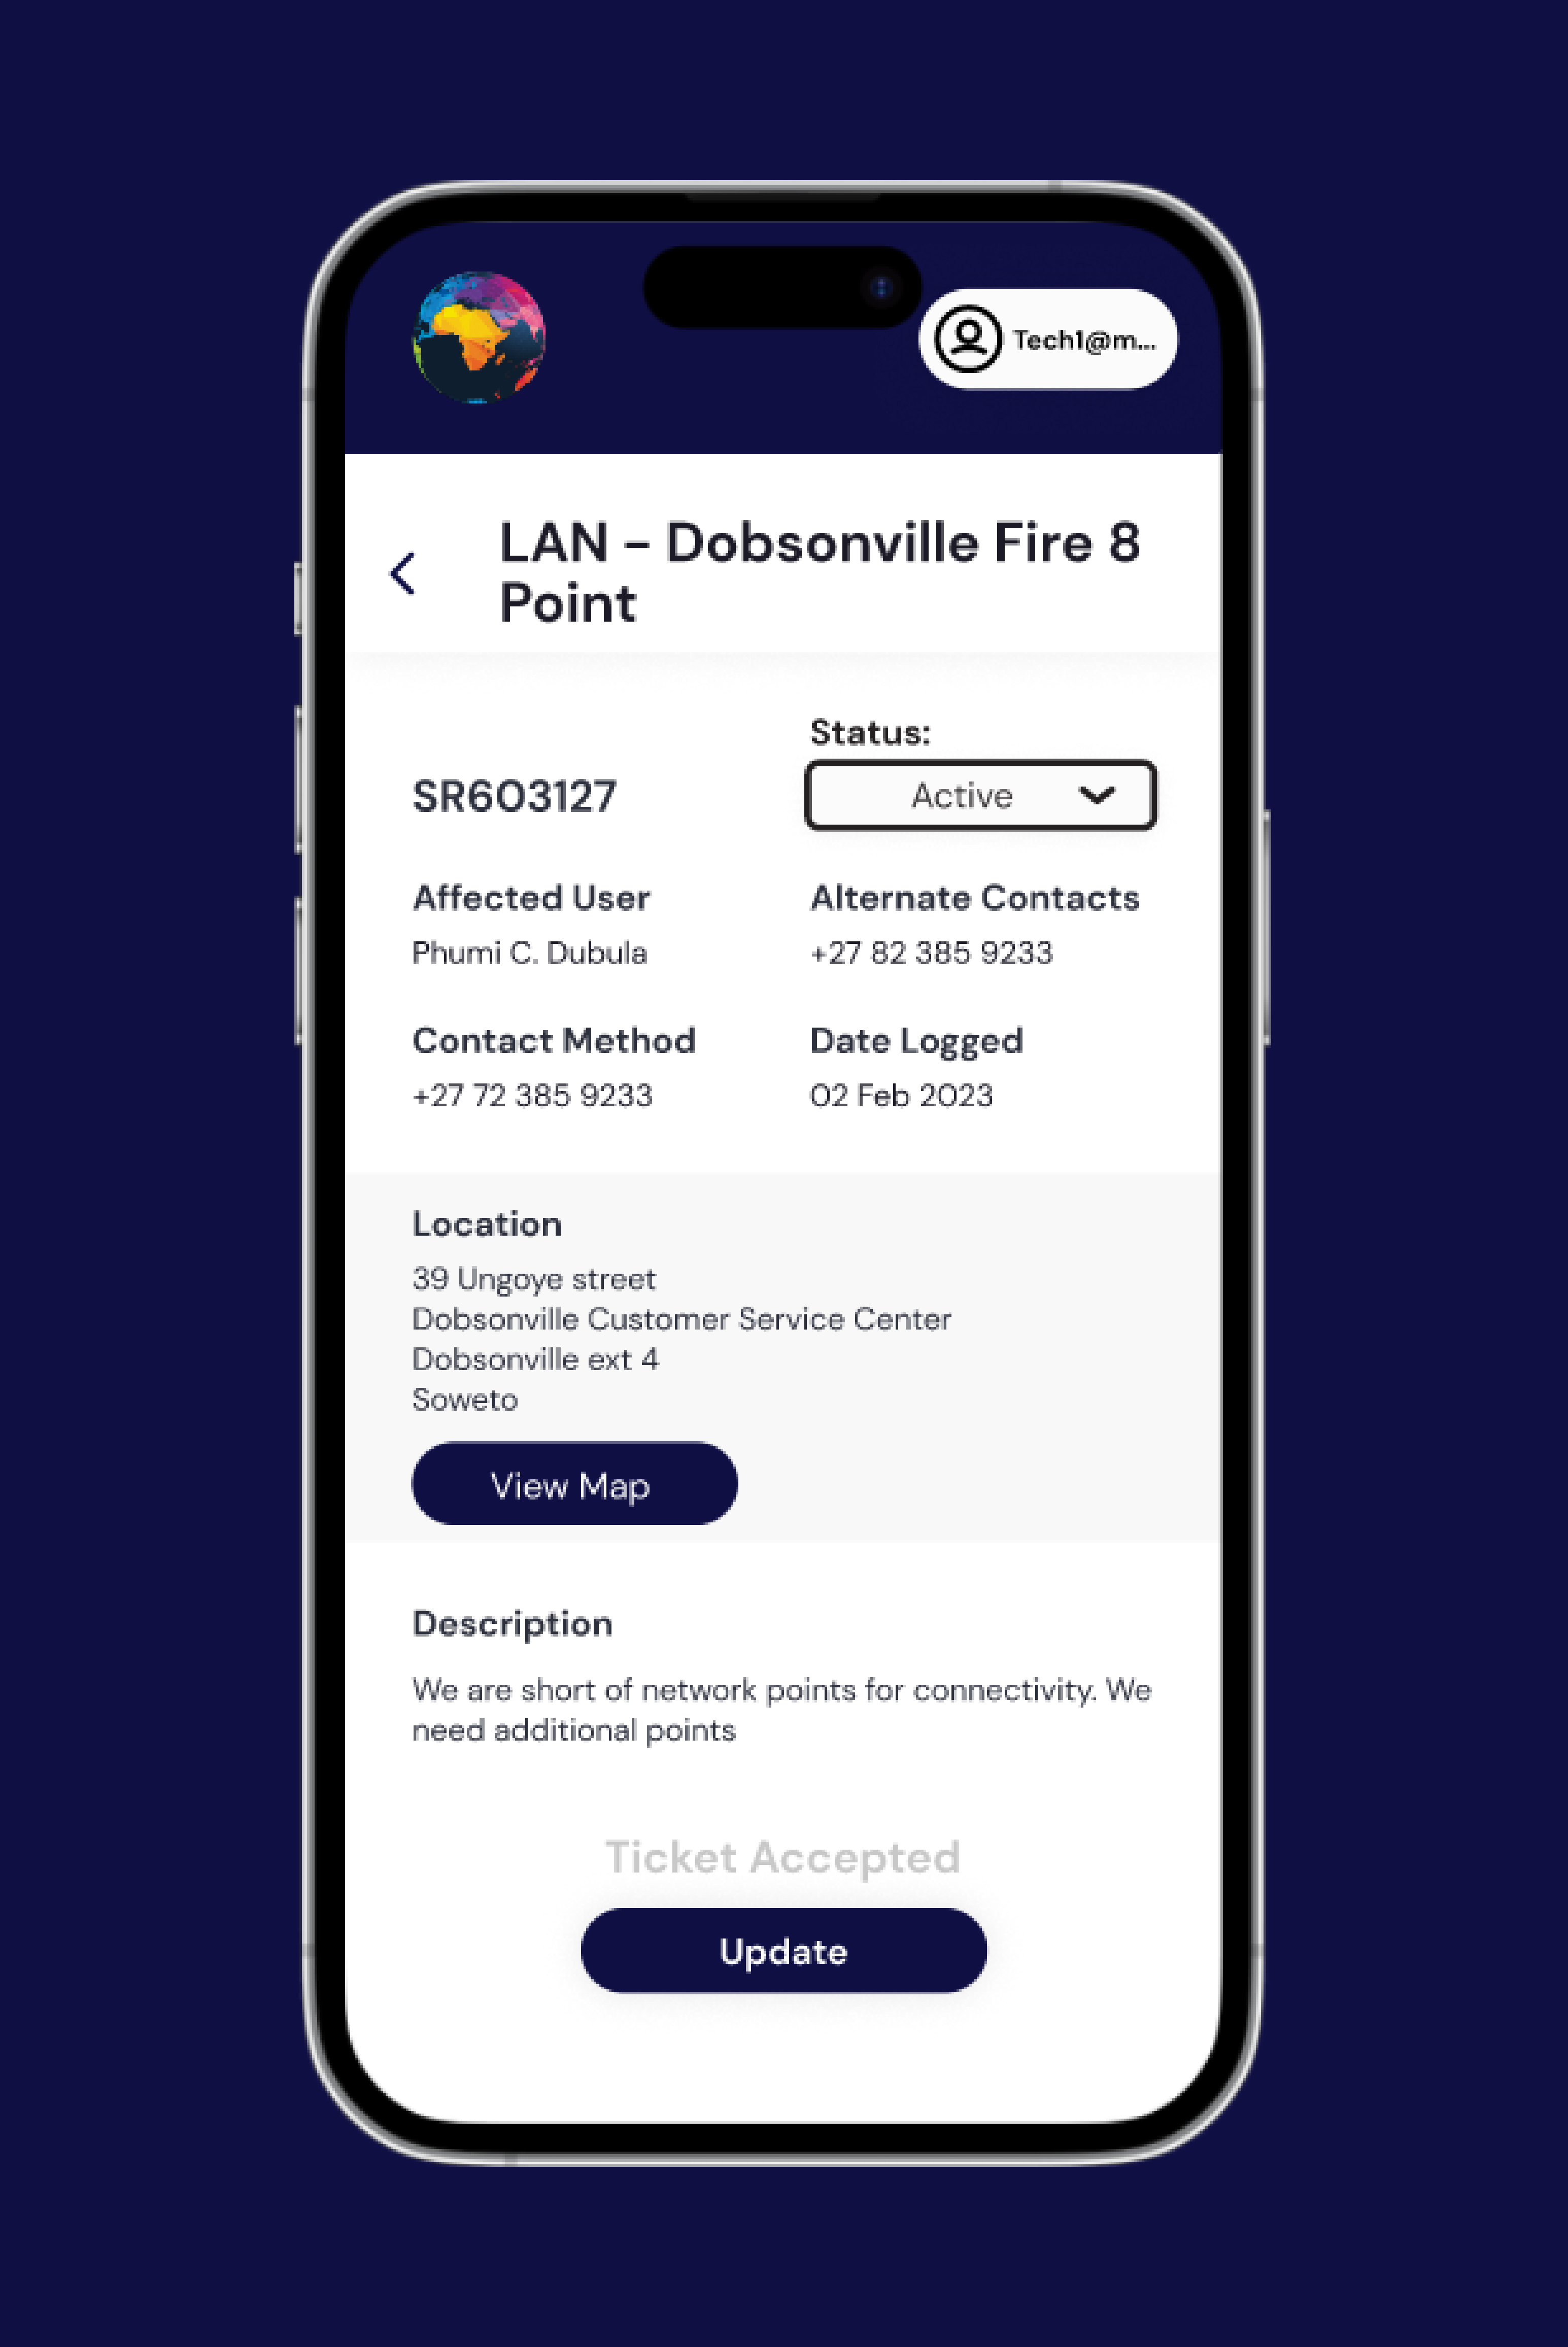 Tech1@m...
LAN - Dobsonville Fire 8
Point
Status:
SR603127
Active
Affected User
Alternate Contacts
Phumi C. Dubula
+27 82 385 9233
Contact Method
Date Logged
+27 72 385 9233
02 Feb 2023
Location
39 Ungoye street
Dobsonville Customer Service Center
Dobsonville ext 4
Soweto
View Map
Description
We are short of network points for connectivity. We
need additional points
Ticket Accepted
Update